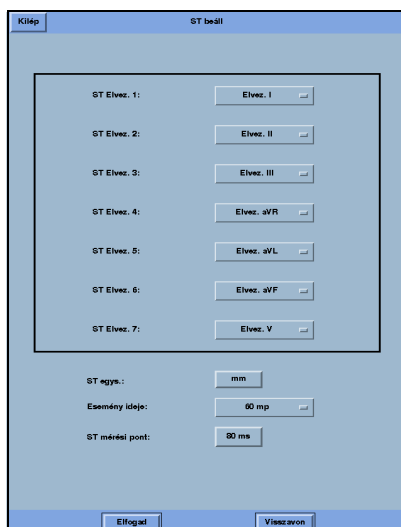 Kilép ST beáll
ST Elvez. 1: Elvez. I
ST Elvez. 2: Elvez. II
ST Elvez. 3: Elvez. III
ST Elvez. 4: Elvez. aVR
ST Elvez. 5: Elvez. aVL
ST Elvez. 6: Elvez. aVF
ST Elvez. 7: Elvez. V
ST egys.: mm
Esemény ideje: 60 mp
ST mérési pont: 80 ms
Elfogad Visszavon